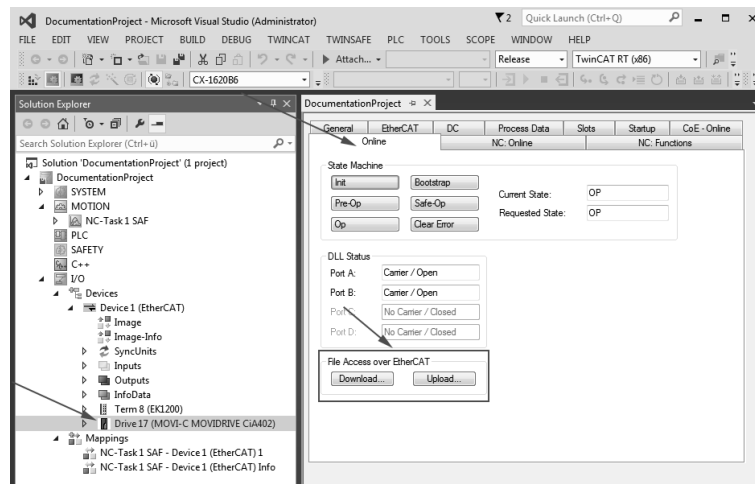 DocumentationProject - Microsoft Visual Studio (Administrator)
2
Quick Launch (Ctrl+Q)
FILE EDIT VIEW PROJECT BUILD DEBUG TWINCAT TWINSAFE PLC TOOLS SCOPE WINDOW HELP
Attach... Release TwinCAT RT (x86)
CX-1620B6
Solution Explorer
Search Solution Explorer (Ctrl+ü)
Solution 'DocumentationProject' (1 project)
DocumentationProject
SYSTEM
MOTION
NC-Task 1 SAF
PLC
SAFETY
C++
I/O
Devices
Device 1 (EtherCAT)
Image
Image-Info
SyncUnits
Inputs
Outputs
InfoData
Term 8 (EK1200)
Drive 17 (MOVI-C MOVIDRIVE CiA402)
Mappings
NC-Task 1 SAF - Device 1 (EtherCAT) 1
NC-Task 1 SAF - Device 1 (EtherCAT) Info
DocumentationProject
General EtherCAT DC Process Data Slots Startup CoE - Online
Online NC: Online NC: Functions
State Machine
Init Bootstrap
Pre-Op Safe-Op
Op Clear Error
Current State: OP
Requested State: OP
DLL Status
Port A: Carrier / Open
Port B: Carrier / Open
Port C: No Carrier / Closed
Port D: No Carrier / Closed
File Access over EtherCAT
Download... Upload...